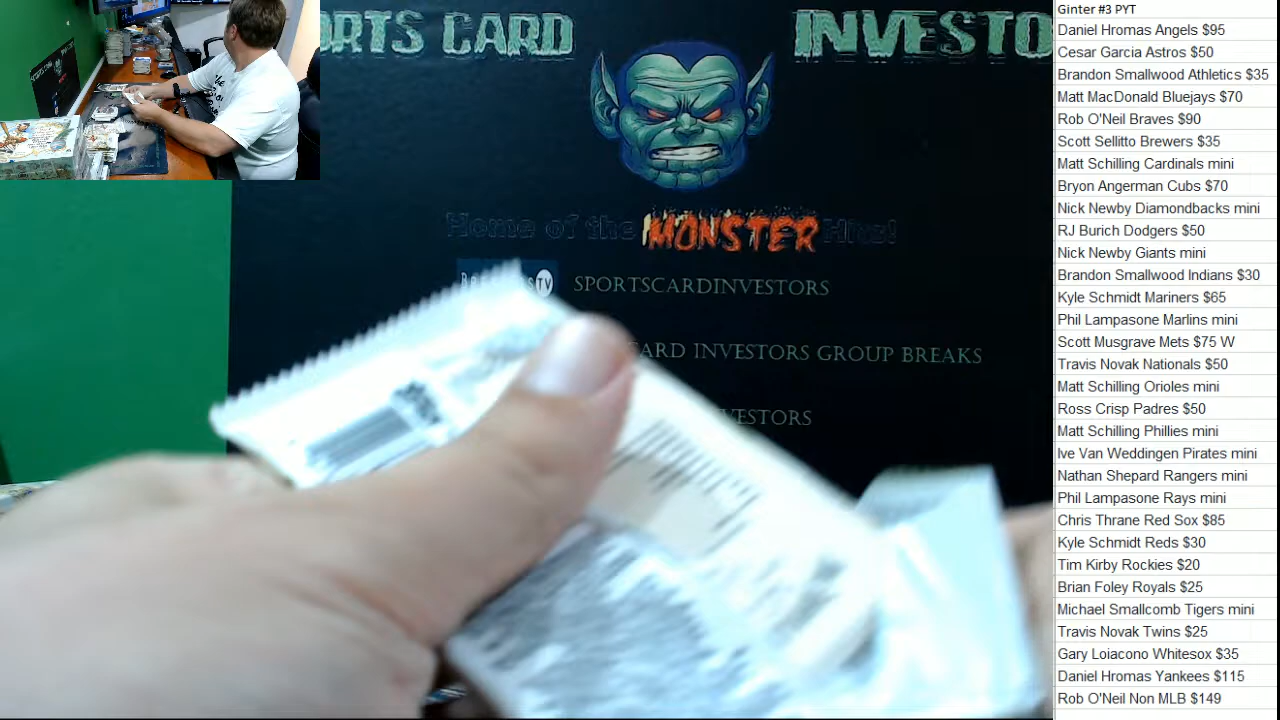 ORTS CARD INVESTO
Home of the MONSTER Hits!
TV SPORTSCARDINVESTORS
CARD INVESTORS GROUP BREAKS
VESTORS
Ginter #3 PYT
Daniel Hromas Angels $95
Cesar Garcia Astros $50
Brandon Smallwood Athletics $35
Matt MacDonald Bluejays $70
Rob O'Neil Braves $90
Scott Sellitto Brewers $35
Matt Schilling Cardinals mini
Bryon Angerman Cubs $70
Nick Newby Diamondbacks mini
RJ Burich Dodgers $50
Nick Newby Giants mini
Brandon Smallwood Indians $30
Kyle Schmidt Mariners $65
Phil Lampasone Marlins mini
Scott Musgrave Mets $75 W
Travis Novak Nationals $50
Matt Schilling Orioles mini
Ross Crisp Padres $50
Matt Schilling Phillies mini
Ive Van Weddingen Pirates mini
Nathan Shepard Rangers mini
Phil Lampasone Rays mini
Chris Thrane Red Sox $85
Kyle Schmidt Reds $30
Tim Kirby Rockies $20
Brian Foley Royals $25
Michael Smallcomb Tigers mini
Travis Novak Twins $25
Gary Loiacono Whitesox $35
Daniel Hromas Yankees $115
Rob O'Neil Non MLB $149